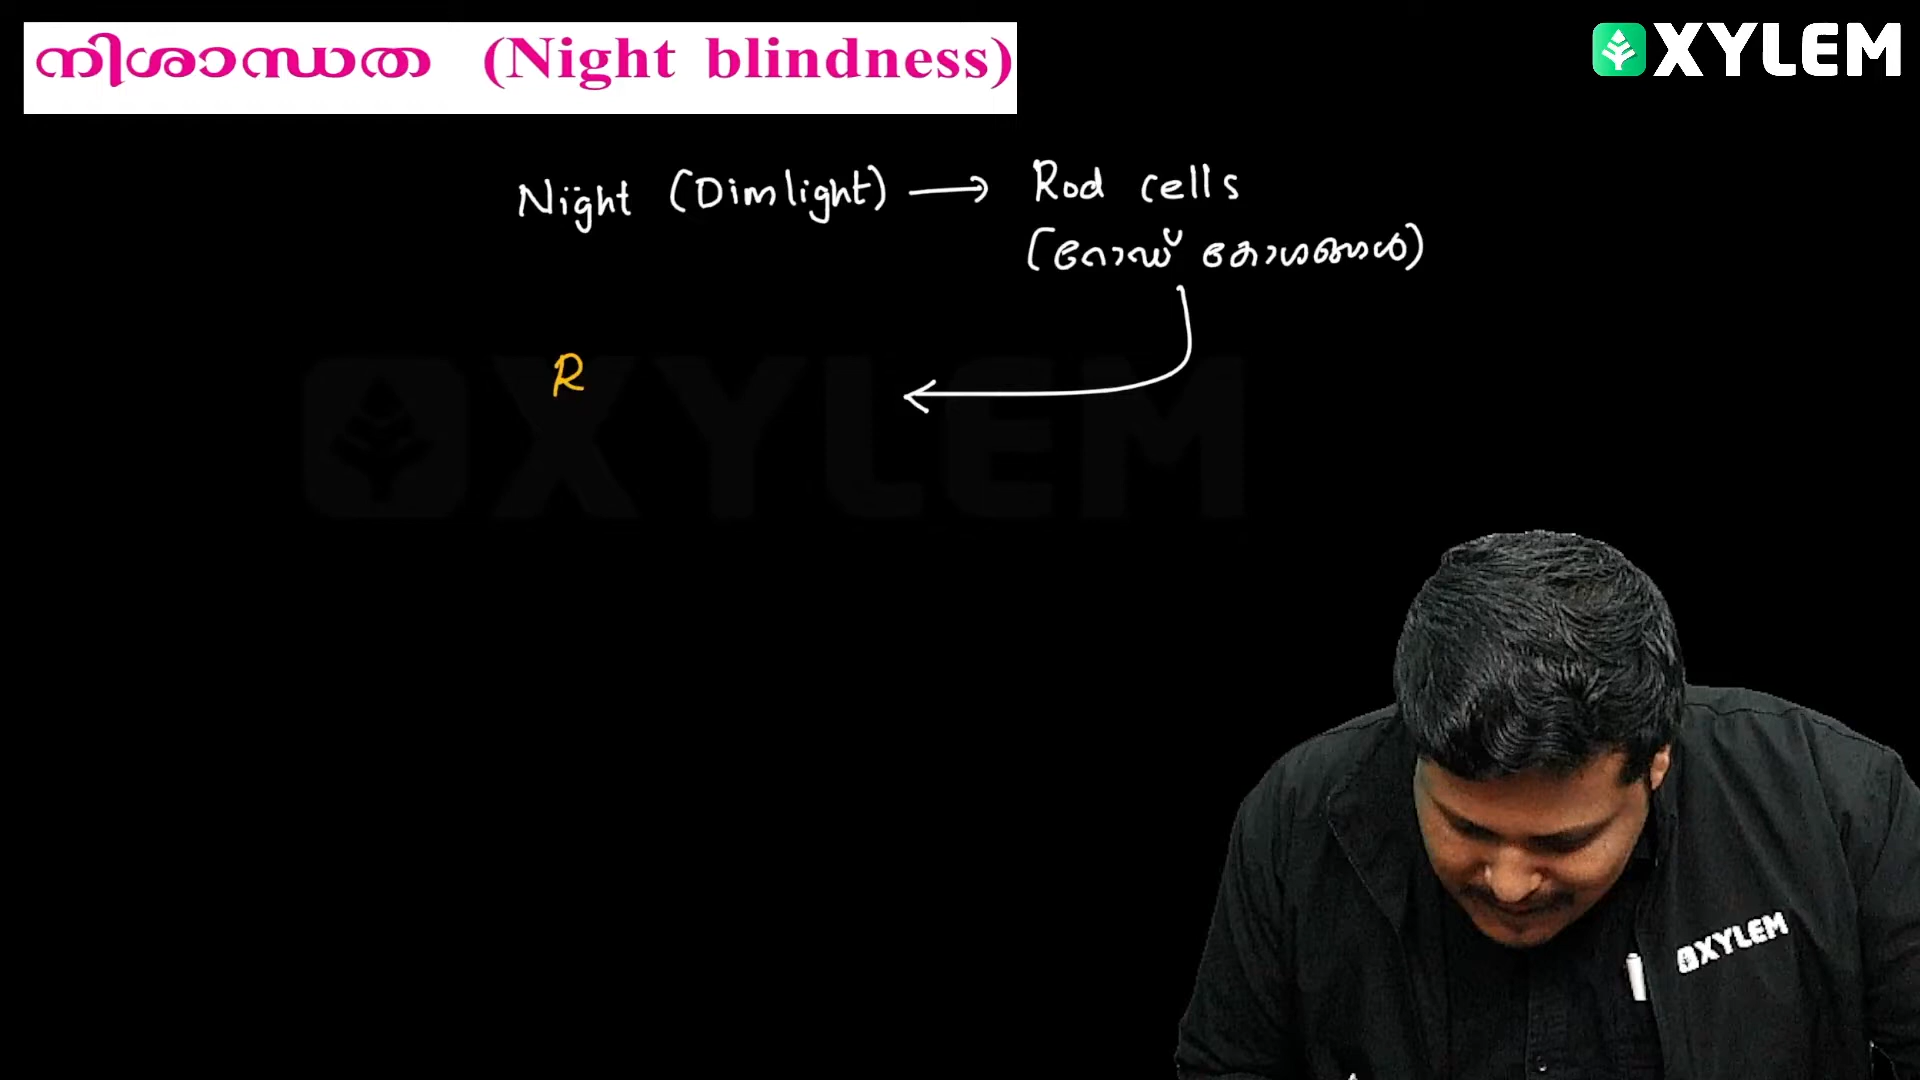 നിശാന്ധത (Night blindness)
XYLEM
Night (Dimlight) → Rod cells
(റോഡ് കോശങ്ങൾ)
R
XYLEM
XYLEM